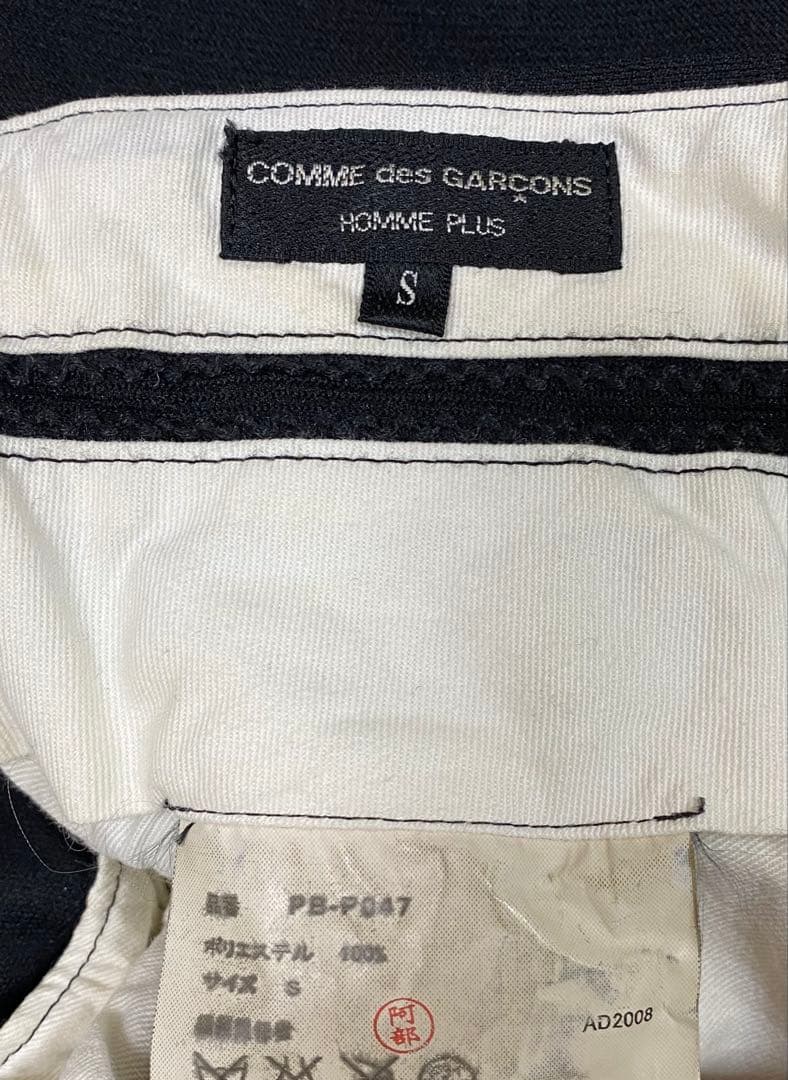 COMME des GARÇONS
HOMME PLUS
S
品番 PB-P047
ポリエステル 100%
サイズ S
阿部
AD2008